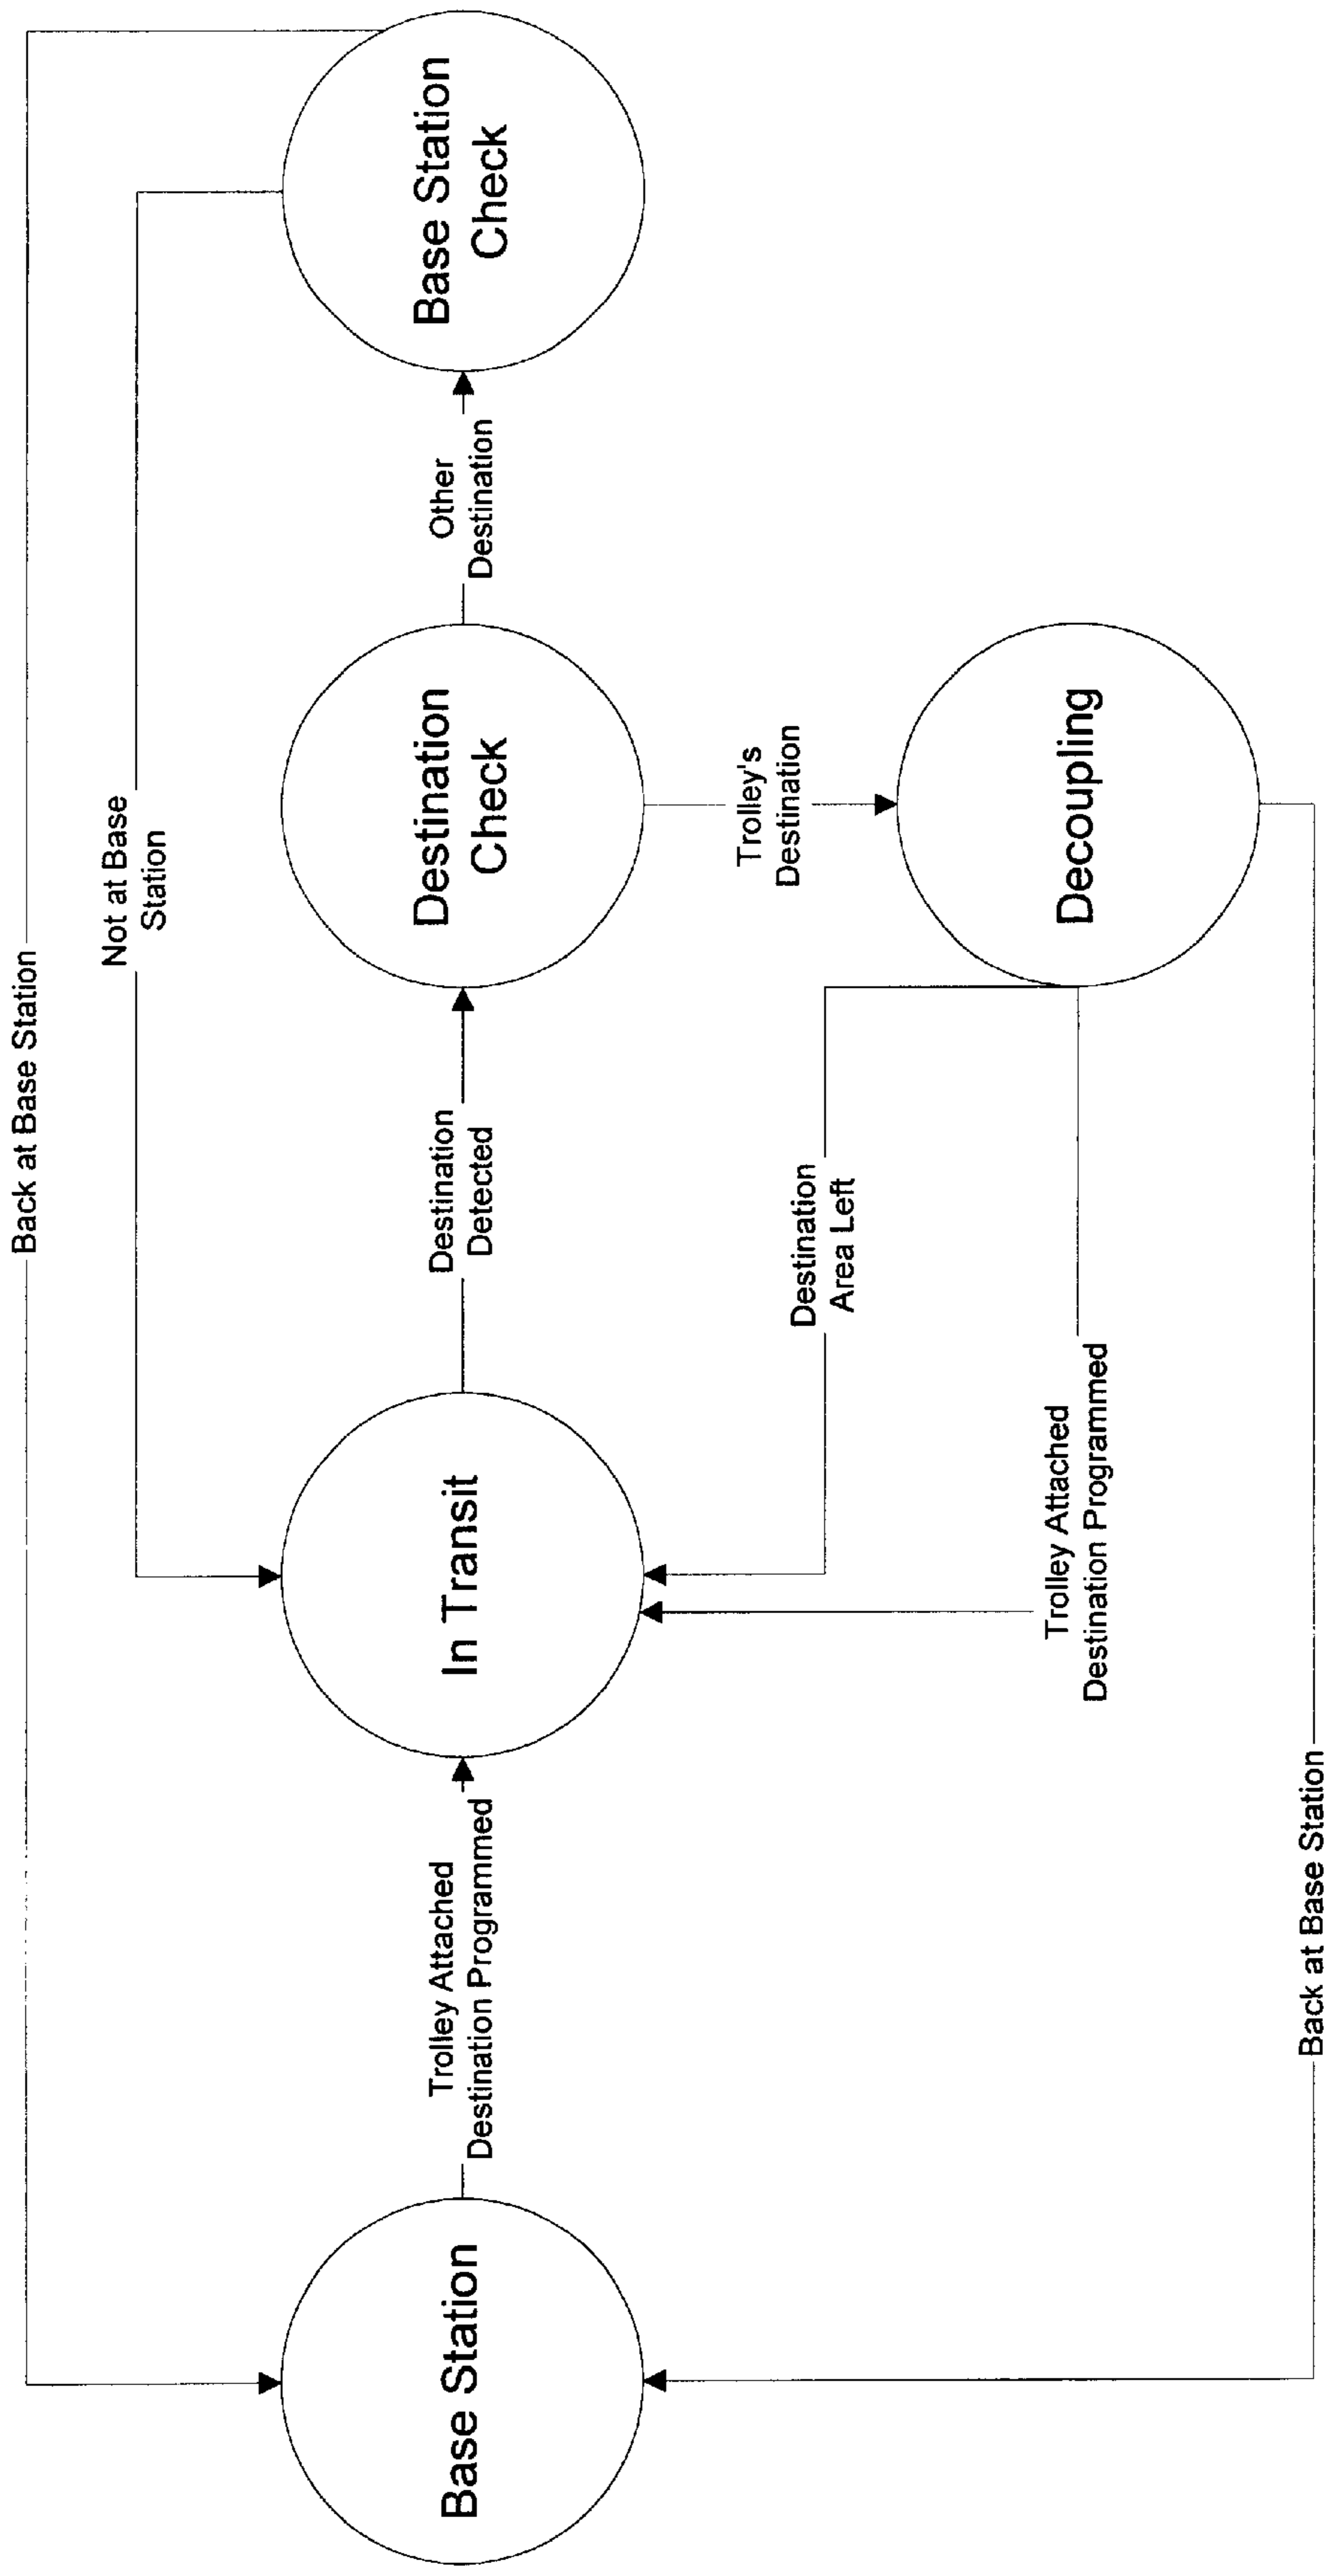 Back at Base Station
Not at Base
Station
Base Station
Trolley Attached
Destination Programmed
In Transit
Destination
Detected
Destination
Check
Other
Destination
Base Station
Check
Trolley's
Destination
Destination
Area Left
Trolley Attached
Destination Programmed
Decoupling
Back at Base Station